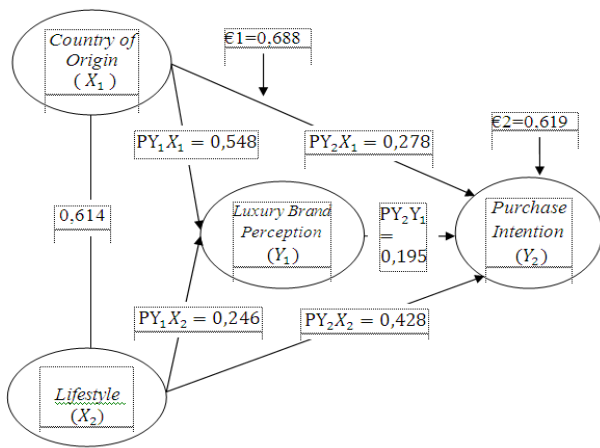 Country of
Origin
(X₁)
€1=0,688
€2=0,619
PY₁X₁ = 0,548
PY₂X₁ = 0,278
0,614
Luxury Brand
Perception
(Y₁)
PY₂Y₁
=
0,195
Purchase
Intention
(Y₂)
PY₁X₂ = 0,246
PY₂X₂ = 0,428
Lifestyle
(X₂)